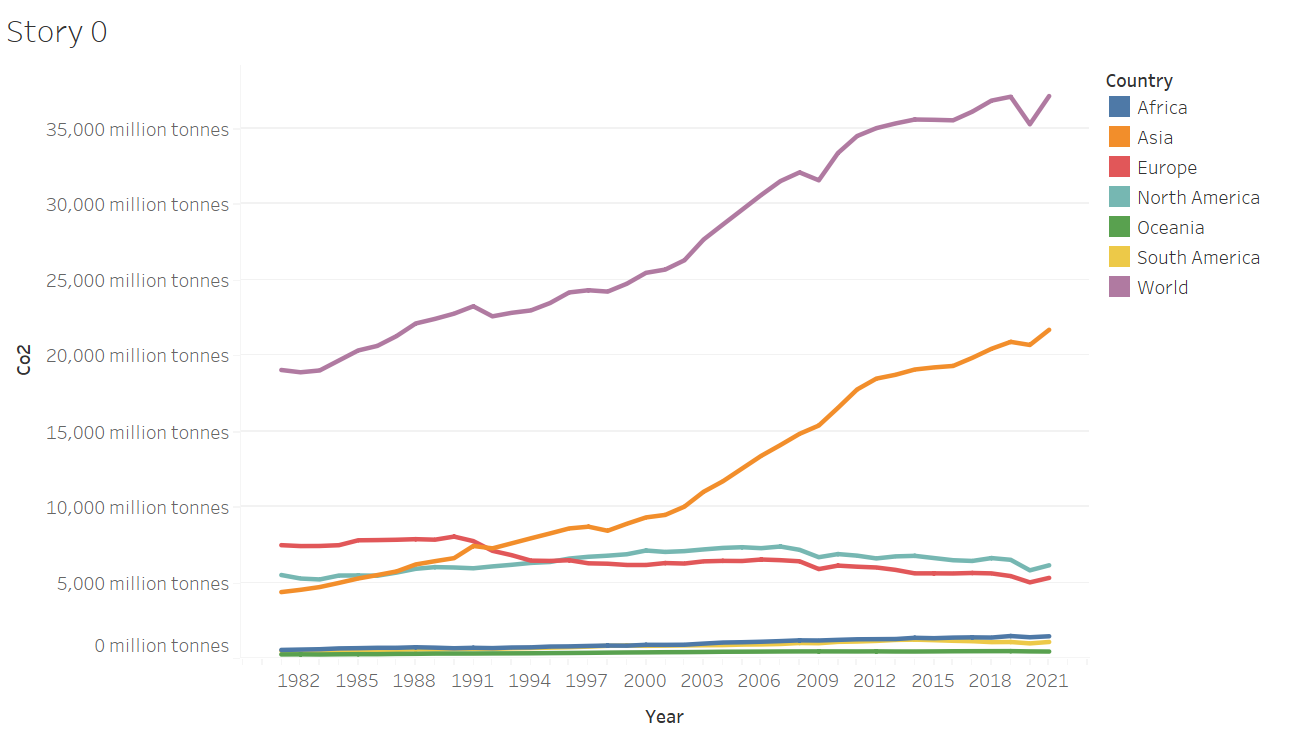 Story 0
Country
Africa
Asia
Europe
North America
Oceania
South America
World
Co2
35,000 million tonnes
30,000 million tonnes
25,000 million tonnes
20,000 million tonnes
15,000 million tonnes
10,000 million tonnes
5,000 million tonnes
0 million tonnes
1982 1985 1988 1991 1994 1997 2000 2003 2006 2009 2012 2015 2018 2021
Year